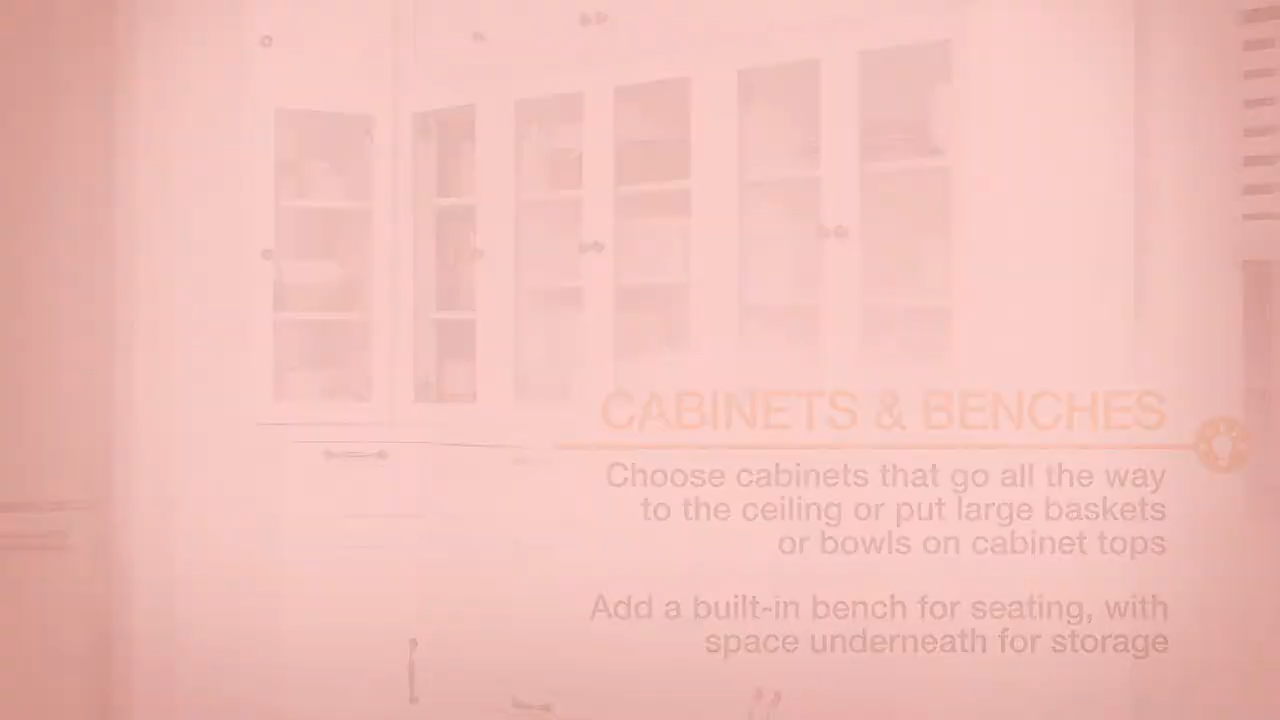 CABINETS & BENCHES
Choose cabinets that go all the way
to the ceiling or put large baskets
or bowls on cabinet tops
Add a built-in bench for seating, with
space underneath for storage